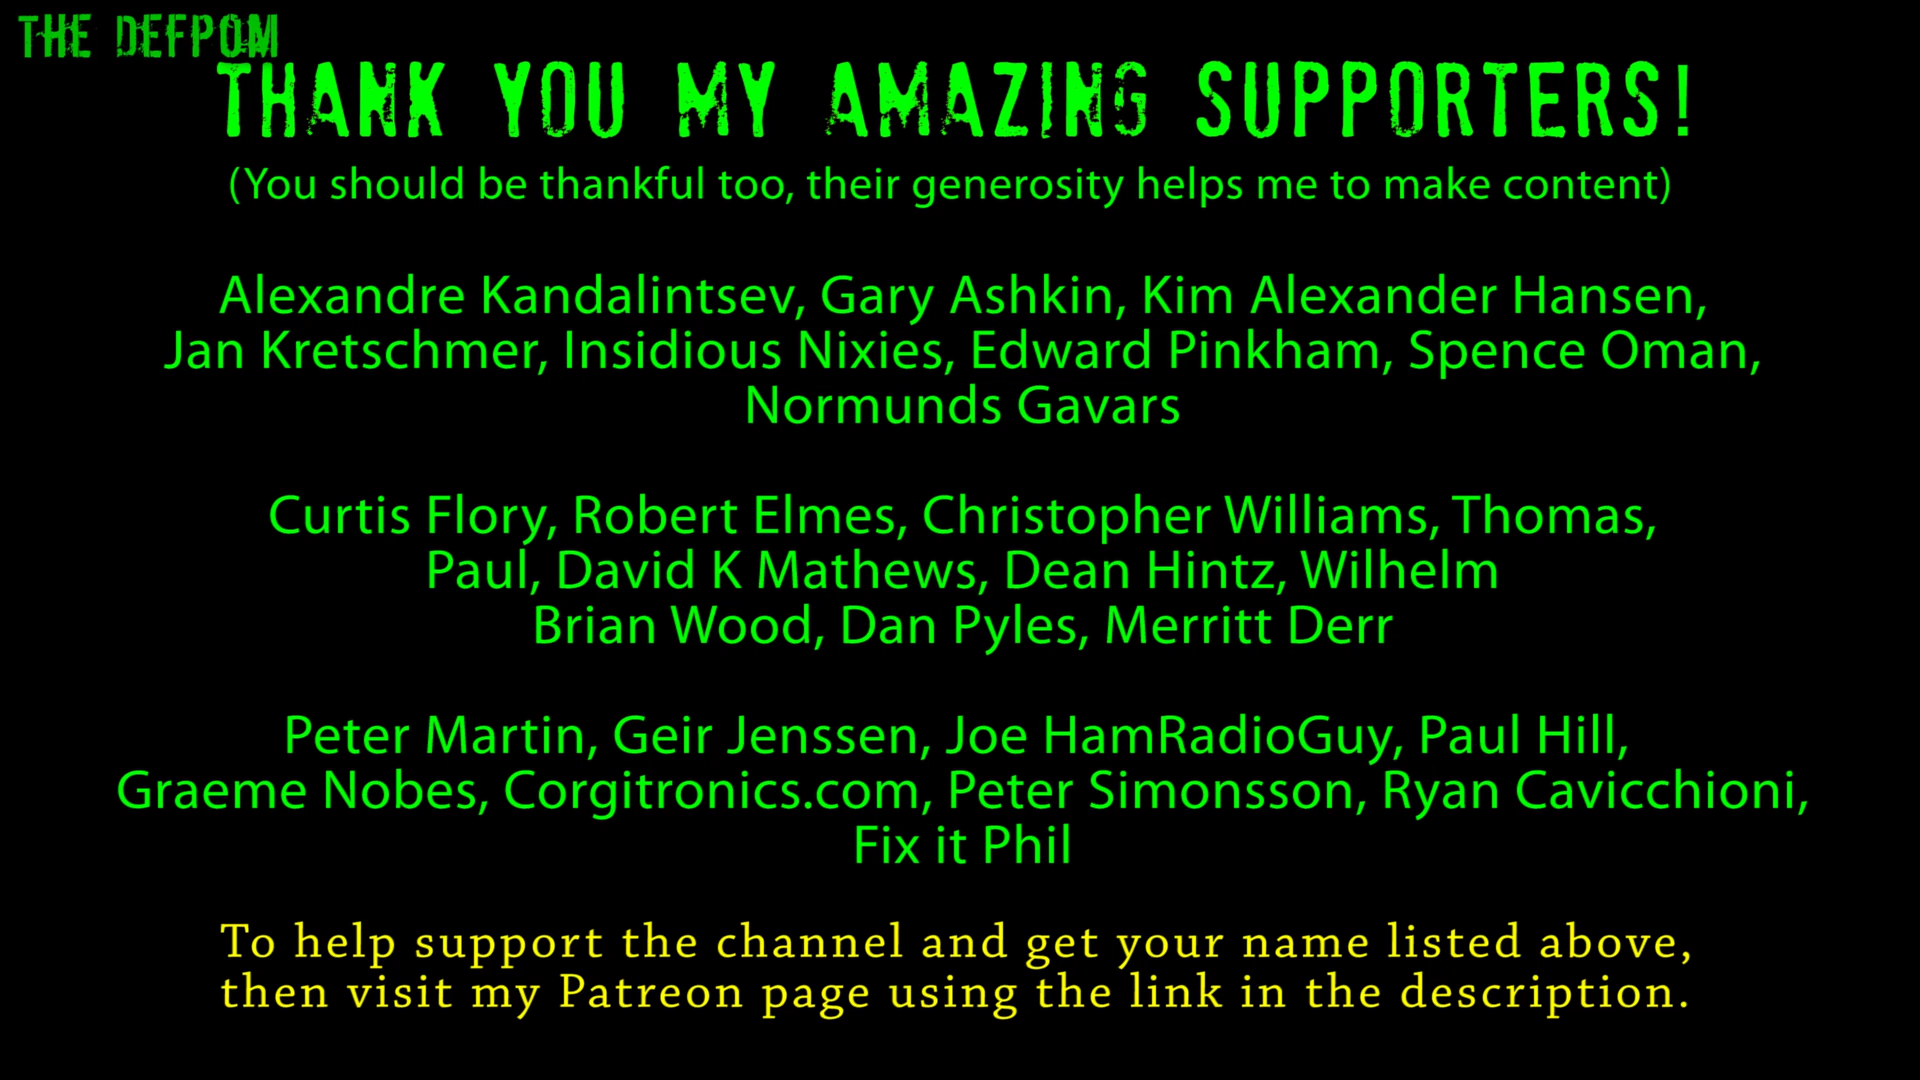 THE DEFPOM
THANK YOU MY AMAZING SUPPORTERS!
(You should be thankful too, their generosity helps me to make content)
Alexandre Kandalintsev, Gary Ashkin, Kim Alexander Hansen,
Jan Kretschmer, Insidious Nixies, Edward Pinkham, Spence Oman,
Normunds Gavars
Curtis Flory, Robert Elmes, Christopher Williams, Thomas,
Paul, David K Mathews, Dean Hintz, Wilhelm
Brian Wood, Dan Pyles, Merritt Derr
Peter Martin, Geir Jenssen, Joe HamRadioGuy, Paul Hill,
Graeme Nobes, Corgitronics.com, Peter Simonsson, Ryan Cavicchioni,
Fix it Phil
To help support the channel and get your name listed above,
then visit my Patreon page using the link in the description.